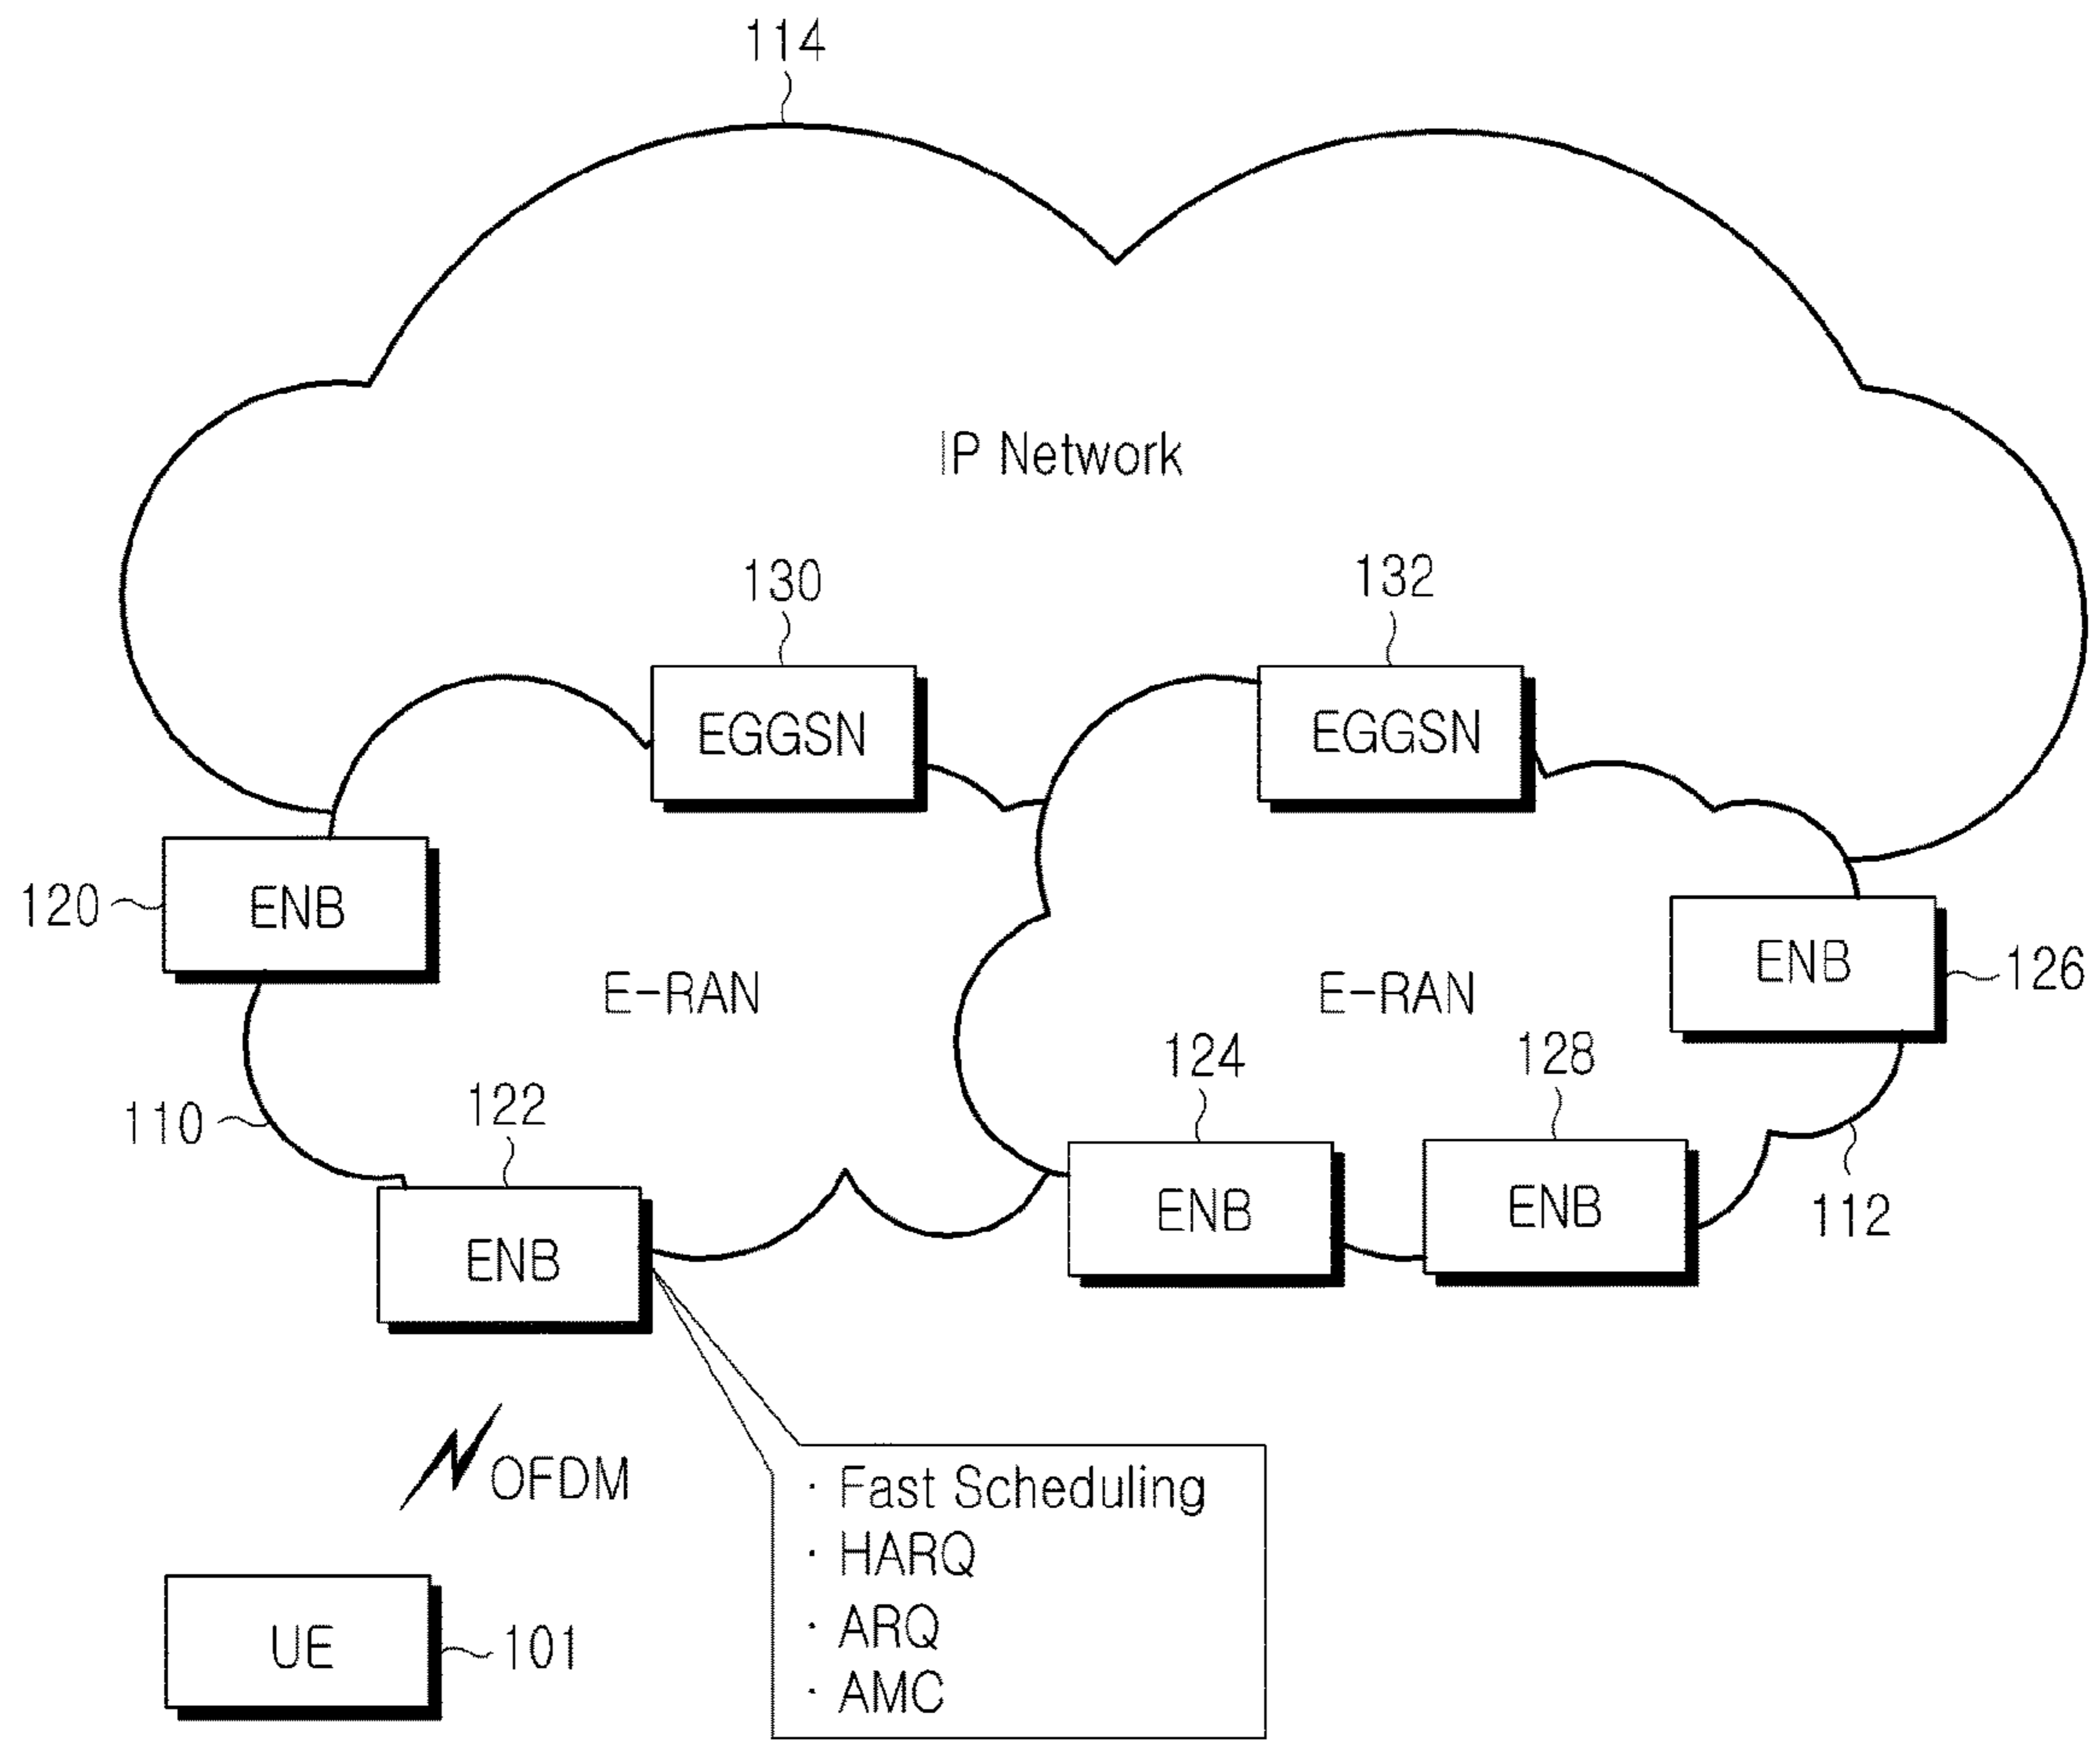 114
IP Network
130
132
EGGSN
EGGSN
120
ENB
ENB
126
E-RAN
E-RAN
124
128
110
122
ENB
ENB
112
ENB
OFDM
· Fast Scheduling
· HARQ
· ARQ
· AMC
UE
101